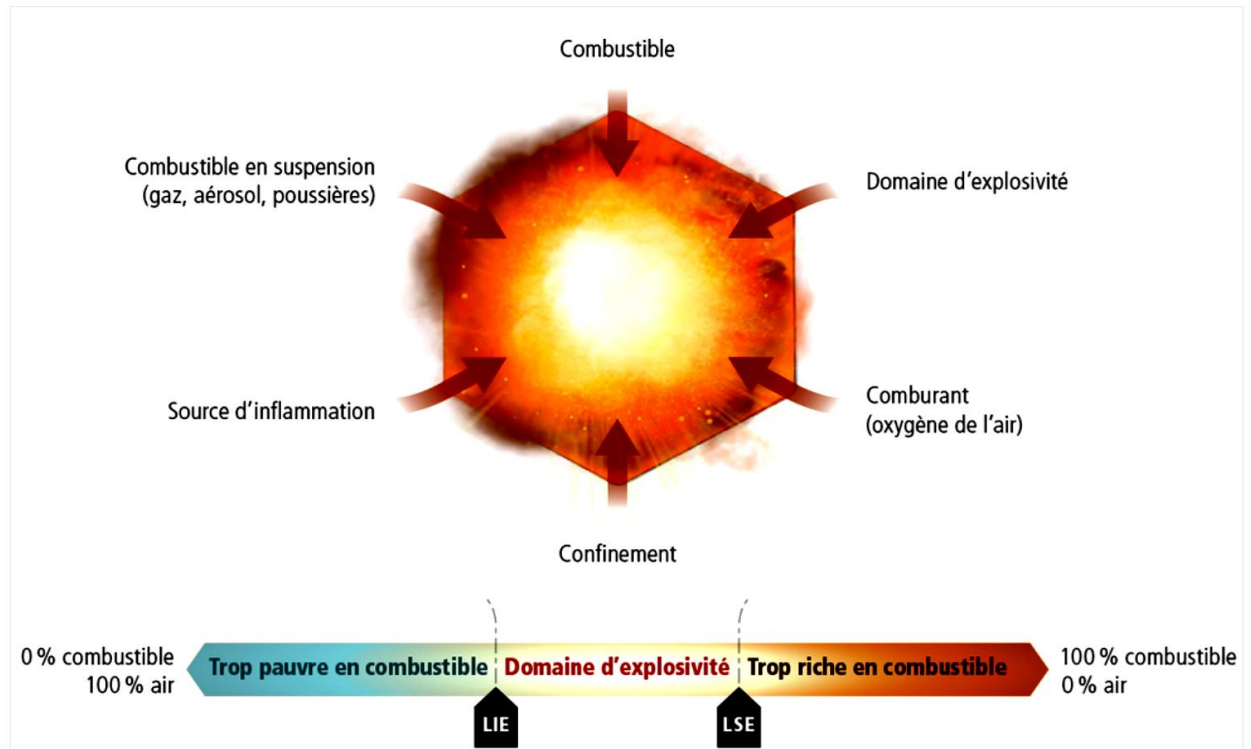 Combustible
Combustible en suspension
(gaz, aérosol, poussières)
Domaine d’explosivité
Source d’inflammation
Comburant
(oxygène de l’air)
Confinement
0 % combustible
100 % air
Trop pauvre en combustible
Domaine d’explosivité
Trop riche en combustible
100 % combustible
0 % air
LIE
LSE